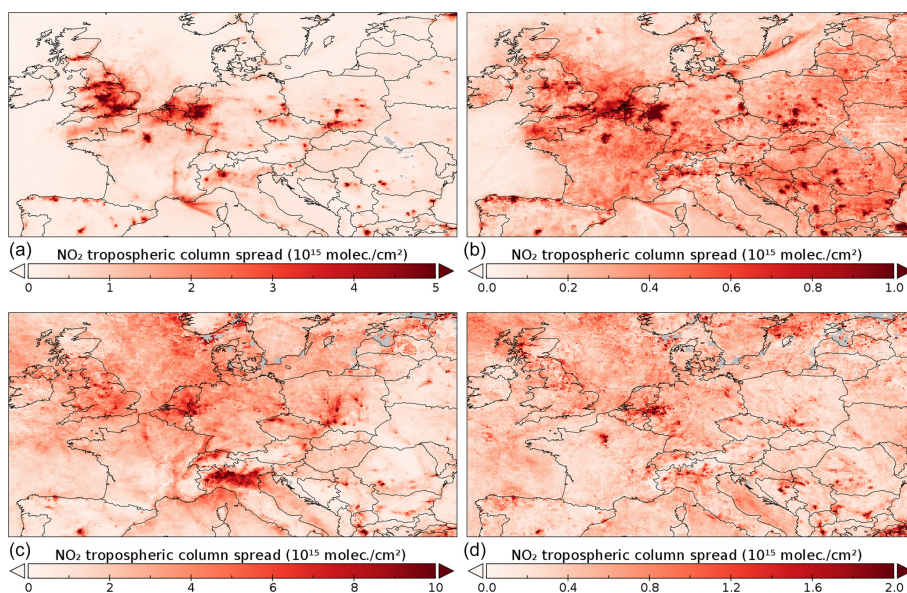 (a) NO₂ tropospheric column spread (10¹⁵ molec./cm²)
0 1 2 3 4 5
(b) NO₂ tropospheric column spread (10¹⁵ molec./cm²)
0.0 0.2 0.4 0.6 0.8 1.0
(c) NO₂ tropospheric column spread (10¹⁵ molec./cm²)
0 2 4 6 8 10
(d) NO₂ tropospheric column spread (10¹⁵ molec./cm²)
0.0 0.4 0.8 1.2 1.6 2.0